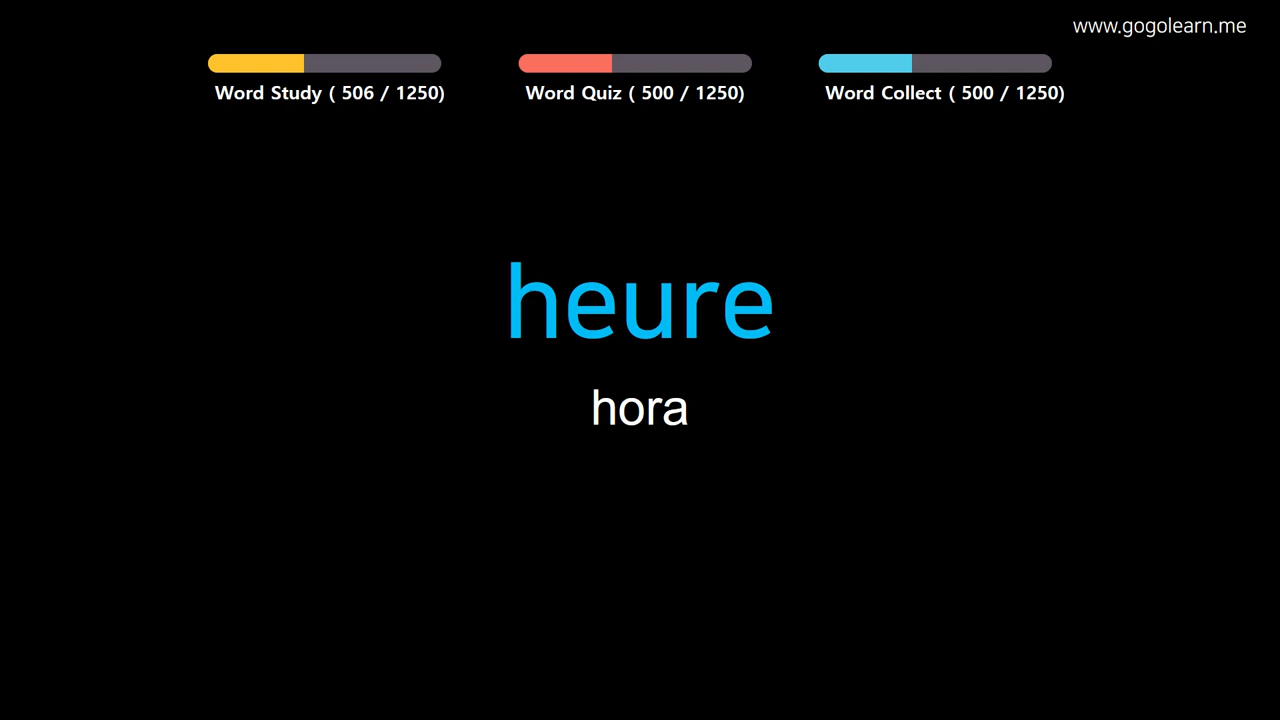 www.gogolearn.me
Word Study ( 506 / 1250)
Word Quiz ( 500 / 1250)
Word Collect ( 500 / 1250)
heure
hora